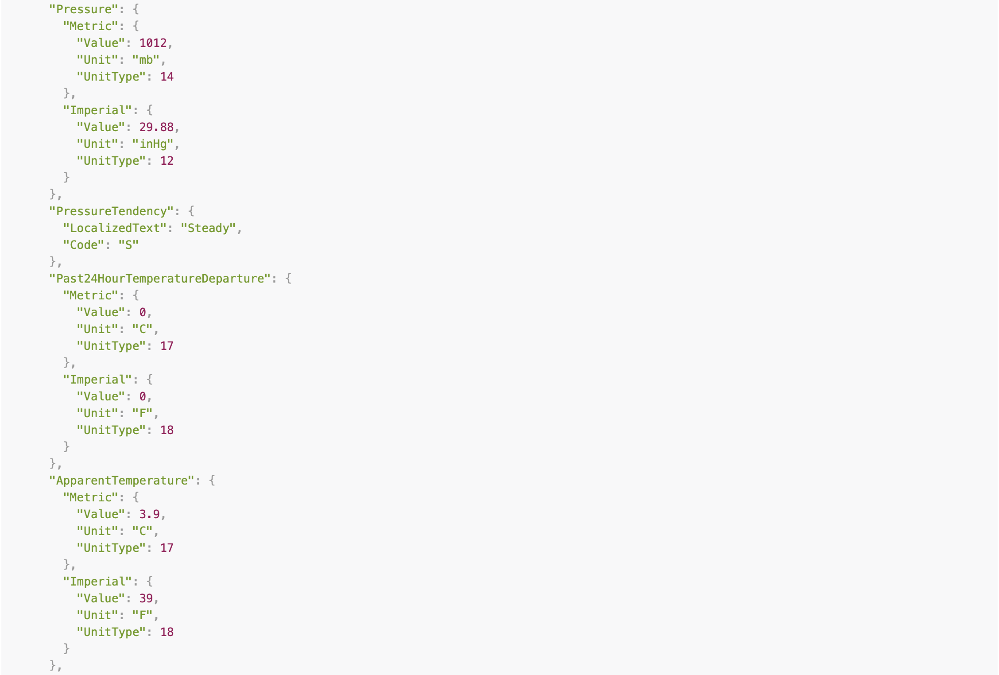 "Pressure": {
"Metric": {
"Value": 1012,
"Unit": "mb",
"UnitType": 14
},
"Imperial": {
"Value": 29.88,
"Unit": "inHg",
"UnitType": 12
}
},
"PressureTendency": {
"LocalizedText": "Steady",
"Code": "S"
},
"Past24HourTemperatureDeparture": {
"Metric": {
"Value": 0,
"Unit": "C",
"UnitType": 17
},
"Imperial": {
"Value": 0,
"Unit": "F",
"UnitType": 18
}
},
"ApparentTemperature": {
"Metric": {
"Value": 3.9,
"Unit": "C",
"UnitType": 17
},
"Imperial": {
"Value": 39,
"Unit": "F",
"UnitType": 18
}
},